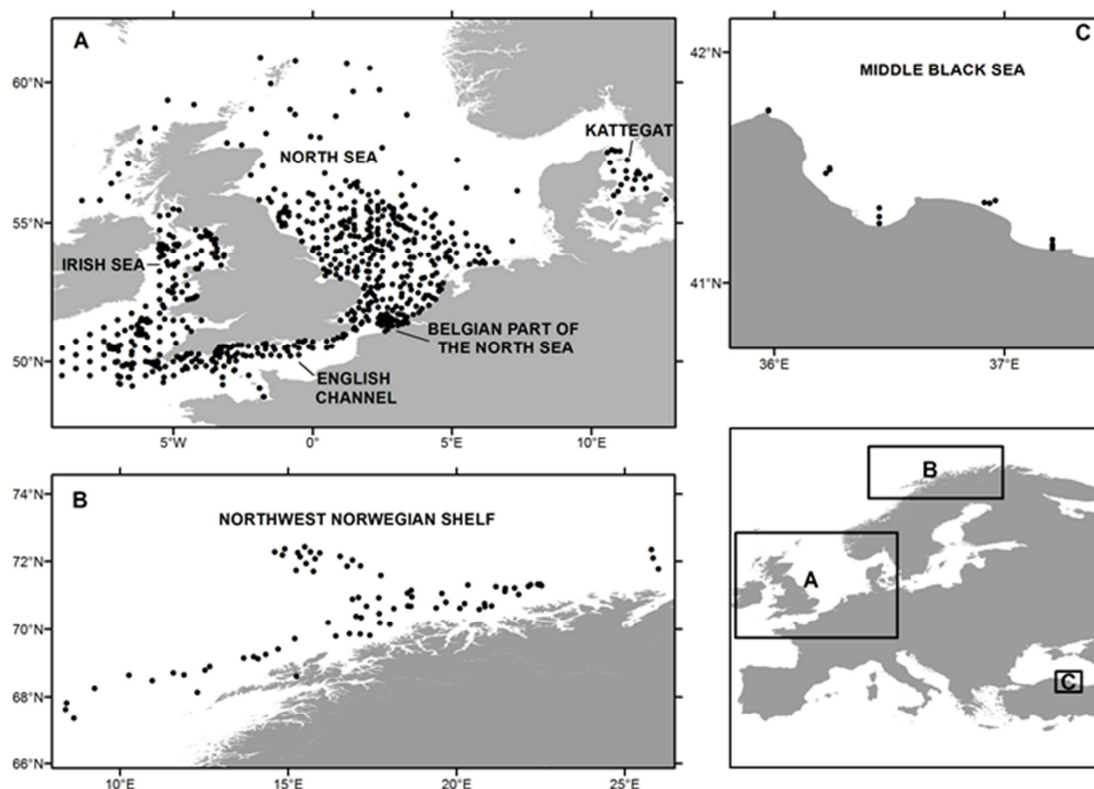 A
60°N
KATTEGAT
NORTH SEA
55°N
IRISH SEA
BELGIAN PART OF
THE NORTH SEA
50°N
ENGLISH
CHANNEL
5°W
0°
5°E
10°E
C
42°N
MIDDLE BLACK SEA
41°N
36°E
37°E
74°N
B
NORTHWEST NORWEGIAN SHELF
72°N
70°N
68°N
66°N
10°E
15°E
20°E
25°E
B
A
C